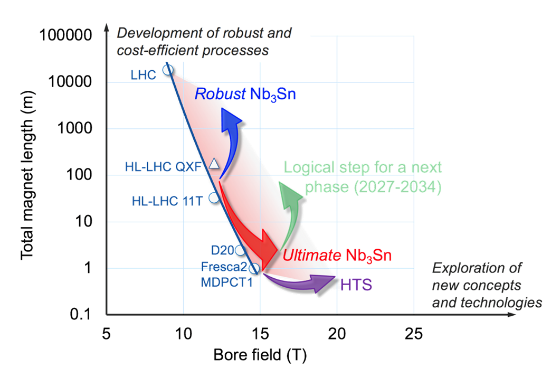 Development of robust and
cost-efficient processes
Total magnet length (m)
100000
10000
1000
100
10
1
0.1
LHC
Robust Nb₃Sn
HL-LHC QXF
Logical step for a next
phase (2027-2034)
HL-LHC 11T
D20
Ultimate Nb₃Sn
Fresca2
MDPCT1
HTS
Exploration of
new concepts
and technologies
5 10 15 20 25
Bore field (T)